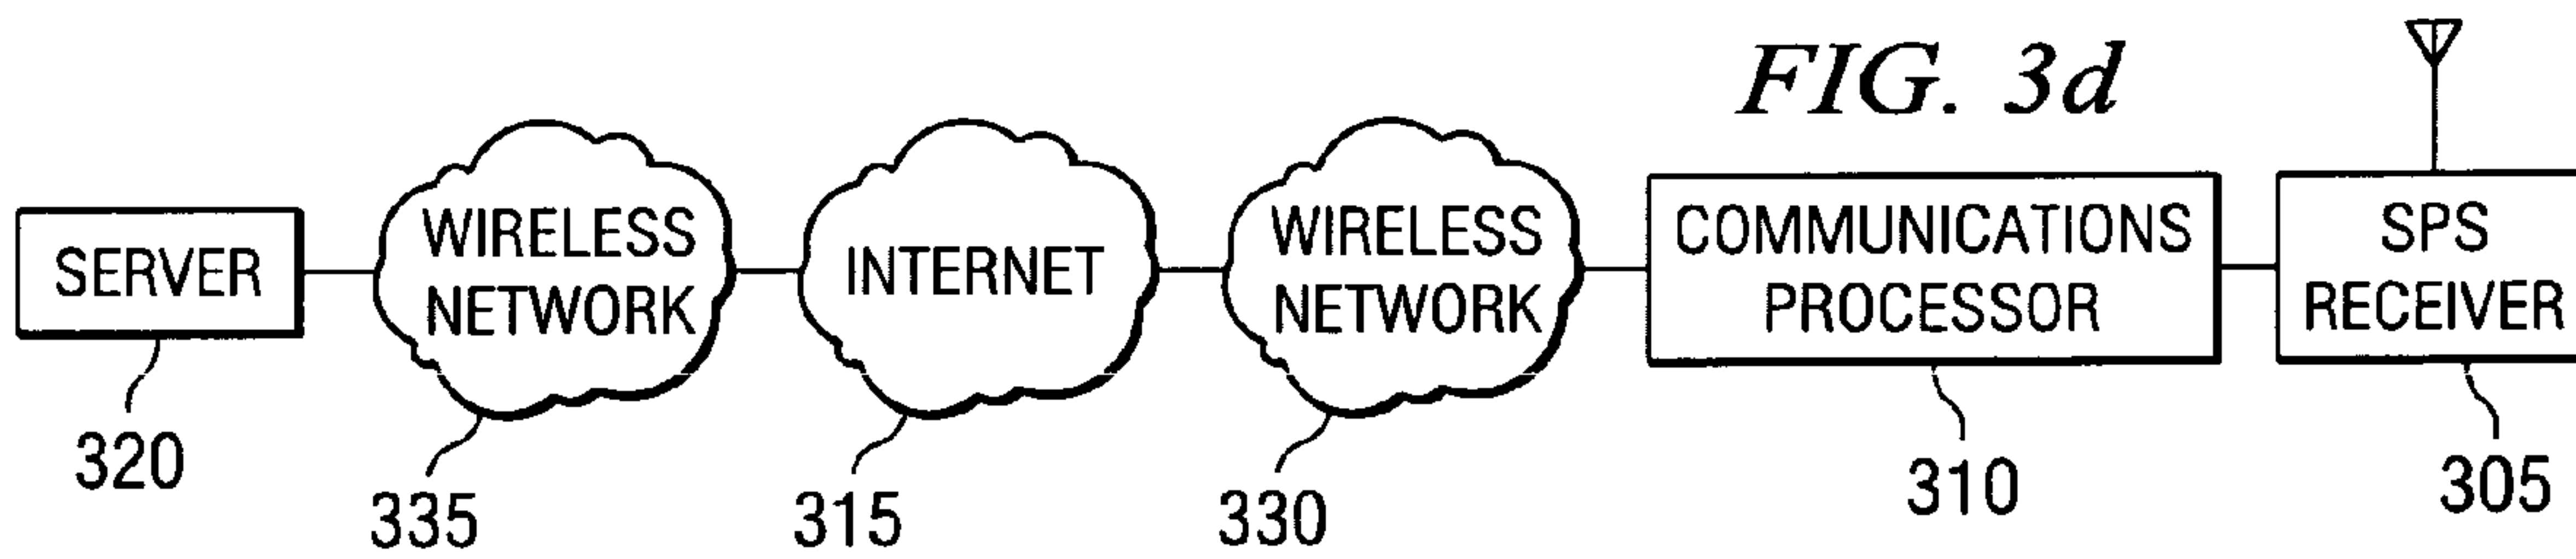 FIG. 3d
SERVER
WIRELESS
NETWORK
INTERNET
WIRELESS
NETWORK
COMMUNICATIONS
PROCESSOR
SPS
RECEIVER
320
335
315
330
310
305